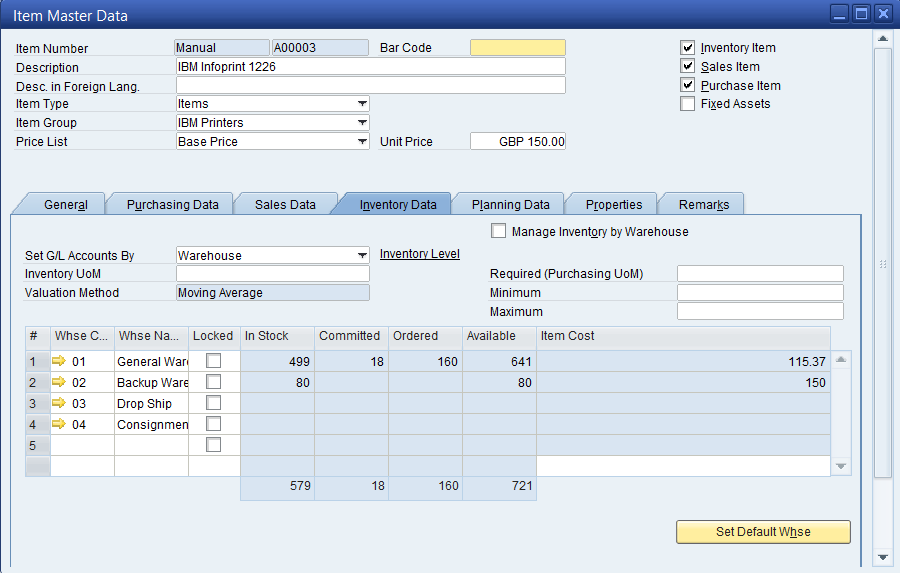 Item Master Data
Item Number Manual A00003 Bar Code Inventory Item
Description IBM Infoprint 1226 Sales Item
Desc. in Foreign Lang. Purchase Item
Item Type Items Fixed Assets
Item Group IBM Printers
Price List Base Price Unit Price GBP 150.00
General Purchasing Data Sales Data Inventory Data Planning Data Properties Remarks
Manage Inventory by Warehouse
Set G/L Accounts By Warehouse Inventory Level
Inventory UoM Required (Purchasing UoM)
Valuation Method Moving Average Minimum
Maximum
# Whse C... Whse Na... Locked In Stock Committed Ordered Available Item Cost
1 01 General Ware 499 18 160 641 115.37
2 02 Backup Ware 80 80 150
3 03 Drop Ship
4 04 Consignmen
5
579 18 160 721
Set Default Whse